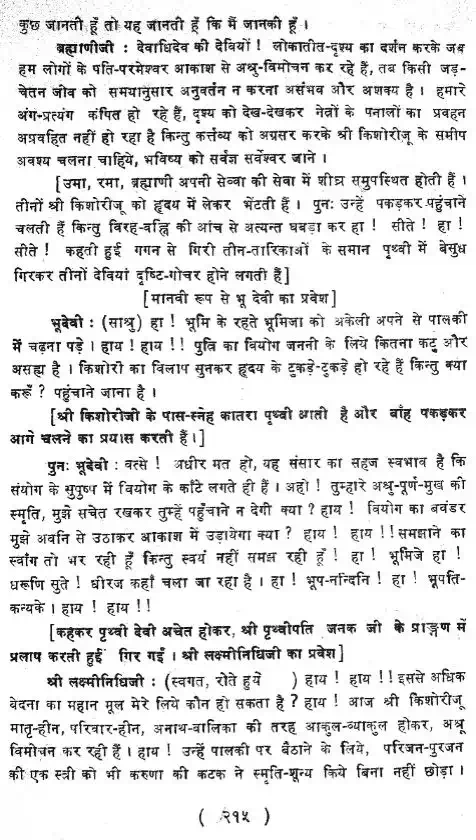 कुछ जानती हूँ तो यह जानती हूँ कि मैं जानकी हूँ ।
ब्रह्माणीजी : देवाधिदेव की देवियों ! लोकातीत-दृश्य का दर्शन करके जब
हम लोगों के पति-परमेश्वर आकाश से अश्रु-विमोचन कर रहे हैं, तब किसी जड़-
चेतन जीव को समयानुसार अनुवर्तन न करना असंभव और अशक्य है । हमारे
अंग-प्रत्यंग कंपित हो रहे हैं, दृश्य को देख-देखकर नेत्रों के पनालों का प्रवहन
अप्रवहित नहीं हो रहा है किन्तु कर्त्तव्य को अग्रसर करके श्री किशोरीजू के समीप
अवश्य चलना चाहिये, भविष्य को सर्वज्ञ सर्वेश्वर जाने ।
[उमा, रमा, ब्रह्माणी अपनी सेव्या की सेवा में शीघ्र समुपस्थित होती हैं ।
तीनों श्री किशोरीजू को हृदय में लेकर भेंटती हैं । पुनः उन्हें पकड़कर पहुंचाने
चलती हैं किन्तु विरह-वह्नि की आंच से अत्यन्त घबड़ा कर हा ! सीते ! हा !
सीते ! कहती हुई गगन से गिरी तीन-तारिकाओं के समान पृथ्वी में बेसुध
गिरकर तीनों देवियां दृष्टि-गोचर होने लगती हैं]
[मानवी रूप से भू देवी का प्रवेश]
भूदेवी : (साश्रु) हा ! भूमि के रहते भूमिजा को अकेली अपने से पालकी
में चढ़ना पड़े । हाय ! हाय !! पुत्रि का वियोग जननी के लिये कितना कटु और
असह्य है । किशोरी का विलाप सुनकर हृदय के टुकड़े-टुकड़े हो रहे हैं किन्तु क्या
करूँ ? पहुंचाने जाना है ।
[श्री किशोरीजी के पास-स्नेह कातरा पृथ्वी आती है और बाँह पकड़कर
आगे चलने का प्रयास करती हैं।]
पुनः भूदेवी : वत्से ! अधीर मत हो, यह संसार का सहज स्वभाव है कि
संयोग के सुपुष्प में वियोग के काँटे लगते ही हैं । अहो ! तुम्हारे अश्रु-पूर्ण-मुख की
स्मृति, मुझे सचेत रखकर तुम्हें पहुँचाने न देगी क्या ? हाय ! वियोग का बवंडर
मुझे अवनि से उठाकर आकाश में उड़ायेगा क्या ? हाय ! हाय !! समझाने का
स्वाँग तो भर रही हूँ किन्तु स्वयं नहीं समझ रही हूँ ! हा ! भूमिजे हा !
धरूणि सुते ! धीरज कहाँ चला जा रहा है । हा ! भूप-नन्दिनि ! हा ! भूपति-
कन्यके । हाय ! हाय !!
[कहकर पृथ्वी देवी अचेत होकर, श्री पृथ्वीपति जनक जी के प्राङ्गण में
प्रलाप करती हुई गिर गईं । श्री लक्ष्मीनिधिजी का प्रवेश]
श्री लक्ष्मीनिधिजी : (स्वगत, रोते हुये ) हाय ! हाय !! इससे अधिक
वेदना का महान मूल मेरे लिये कौन हो सकता है ? हाय ! आज श्री किशोरीजू
मातृ-हीन, परिवार-हीन, अनाथ-बालिका की तरह आकुल-व्याकुल होकर, अश्रु
विमोचन कर रही हैं । हाय ! उन्हें पालकी पर बैठाने के लिये, परिजन-पुरजन
की एक स्त्री को भी करुणा की कटक ने स्मृति-शून्य किये बिना नहीं छोड़ा ।
( २१५ )